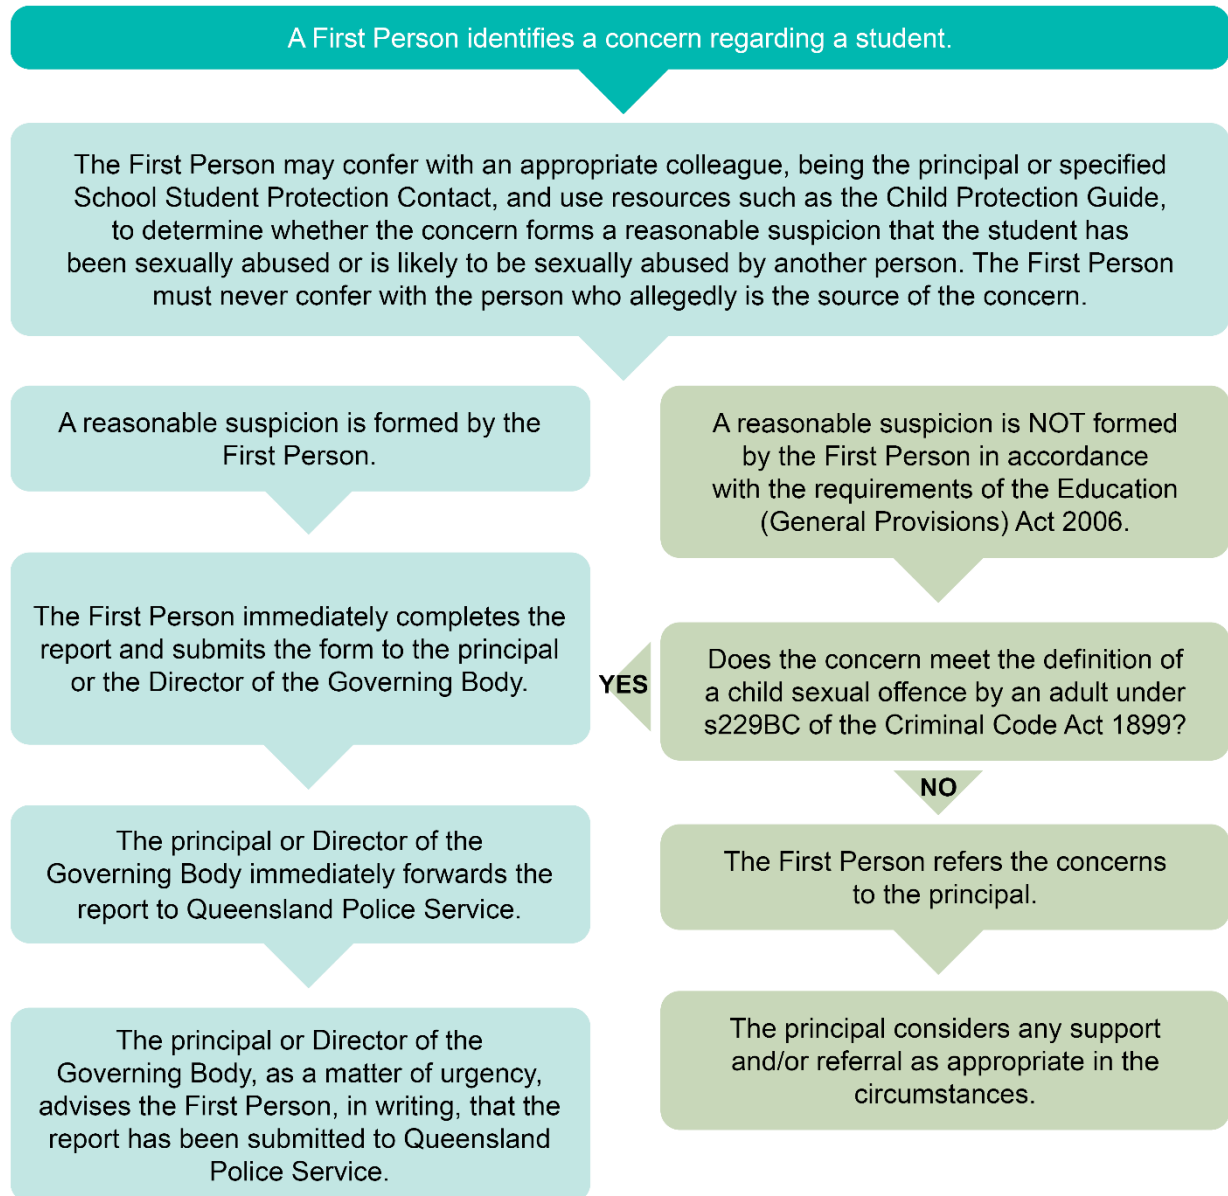 A First Person identifies a concern regarding a student.
The First Person may confer with an appropriate colleague, being the principal or specified
School Student Protection Contact, and use resources such as the Child Protection Guide,
to determine whether the concern forms a reasonable suspicion that the student has
been sexually abused or is likely to be sexually abused by another person. The First Person
must never confer with the person who allegedly is the source of the concern.
A reasonable suspicion is formed by the
First Person.
The First Person immediately completes the
report and submits the form to the principal
or the Director of the Governing Body.
The principal or Director of the
Governing Body immediately forwards the
report to Queensland Police Service.
The principal or Director of the
Governing Body, as a matter of urgency,
advises the First Person, in writing, that the
report has been submitted to Queensland
Police Service.
A reasonable suspicion is NOT formed
by the First Person in accordance
with the requirements of the Education
(General Provisions) Act 2006.
Does the concern meet the definition of
a child sexual offence by an adult under
s229BC of the Criminal Code Act 1899?
YES
NO
The First Person refers the concerns
to the principal.
The principal considers any support
and/or referral as appropriate in the
circumstances.